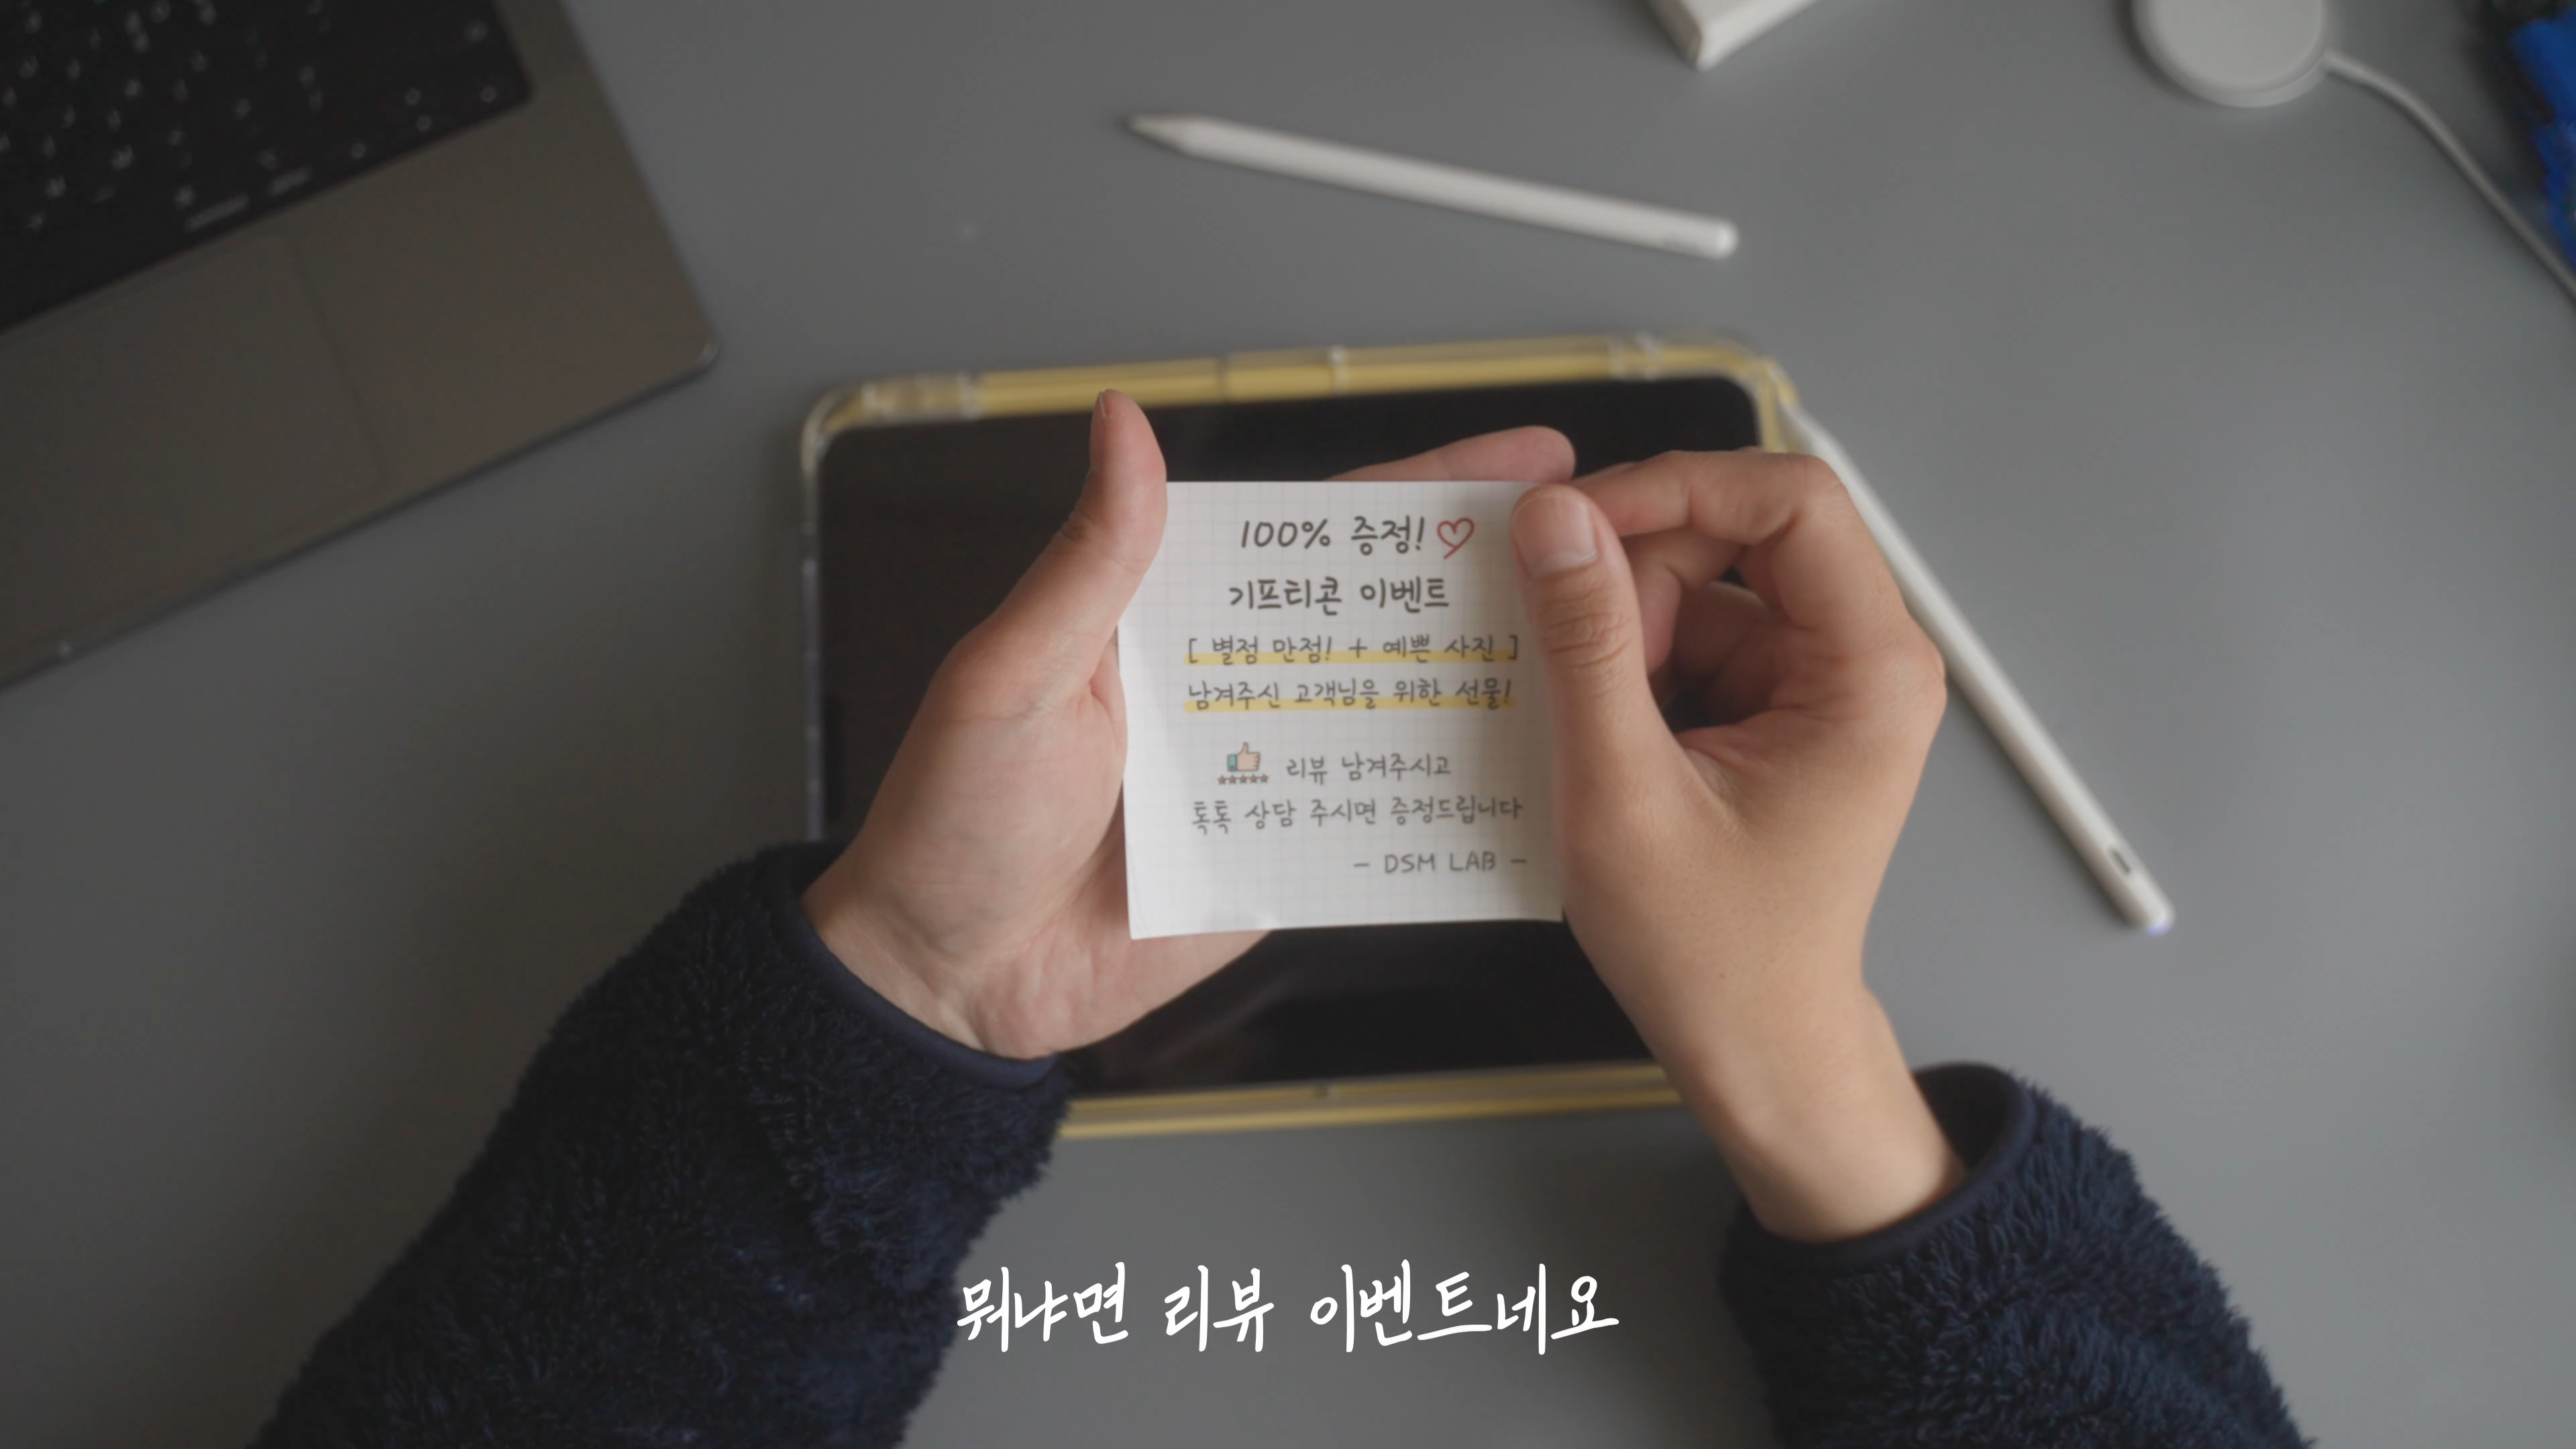 100% 증정!
기프티콘 이벤트
[ 별점 만점! + 예쁜 사진 ]
남겨주신 고객님을 위한 선물!
리뷰 남겨주시고
톡톡 상담 주시면 증정드립니다
- DSM LAB -
뭐냐면 리뷰 이벤트네요